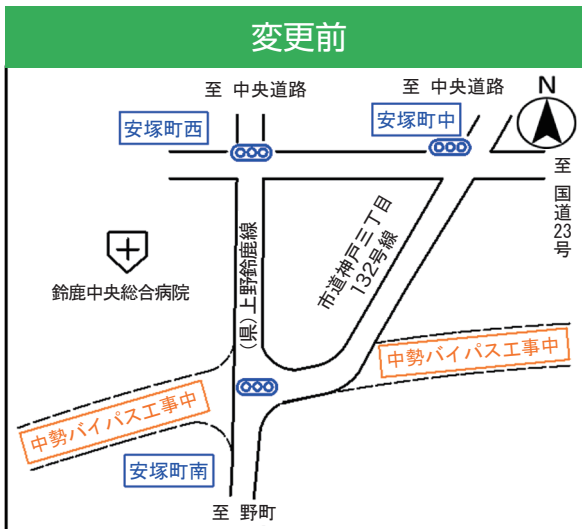 変更前
至 中央道路
至 中央道路
N
安塚町西
安塚町中
至 国道23号
鈴鹿中央総合病院
(県)上野鈴鹿線
市道神戸三丁目
132号線
中勢バイパス工事中
中勢バイパス工事中
安塚町南
至 野町